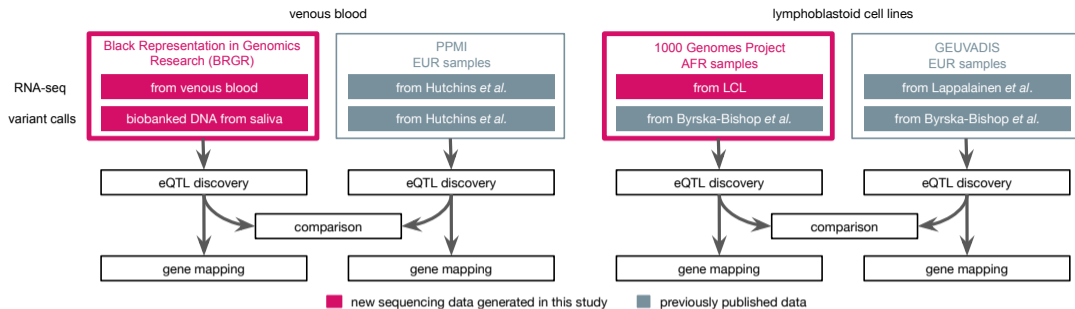 venous blood
lymphoblastoid cell lines
Black Representation in Genomics
Research (BRGR)
PPMI
EUR samples
1000 Genomes Project
AFR samples
GEUVADIS
EUR samples
RNA-seq
from venous blood
from Hutchins et al.
from LCL
from Lappalainen et al.
variant calls
biobanked DNA from saliva
from Hutchins et al.
from Byrska-Bishop et al.
from Byrska-Bishop et al.
eQTL discovery
eQTL discovery
eQTL discovery
eQTL discovery
comparison
comparison
gene mapping
gene mapping
gene mapping
gene mapping
new sequencing data generated in this study
previously published data